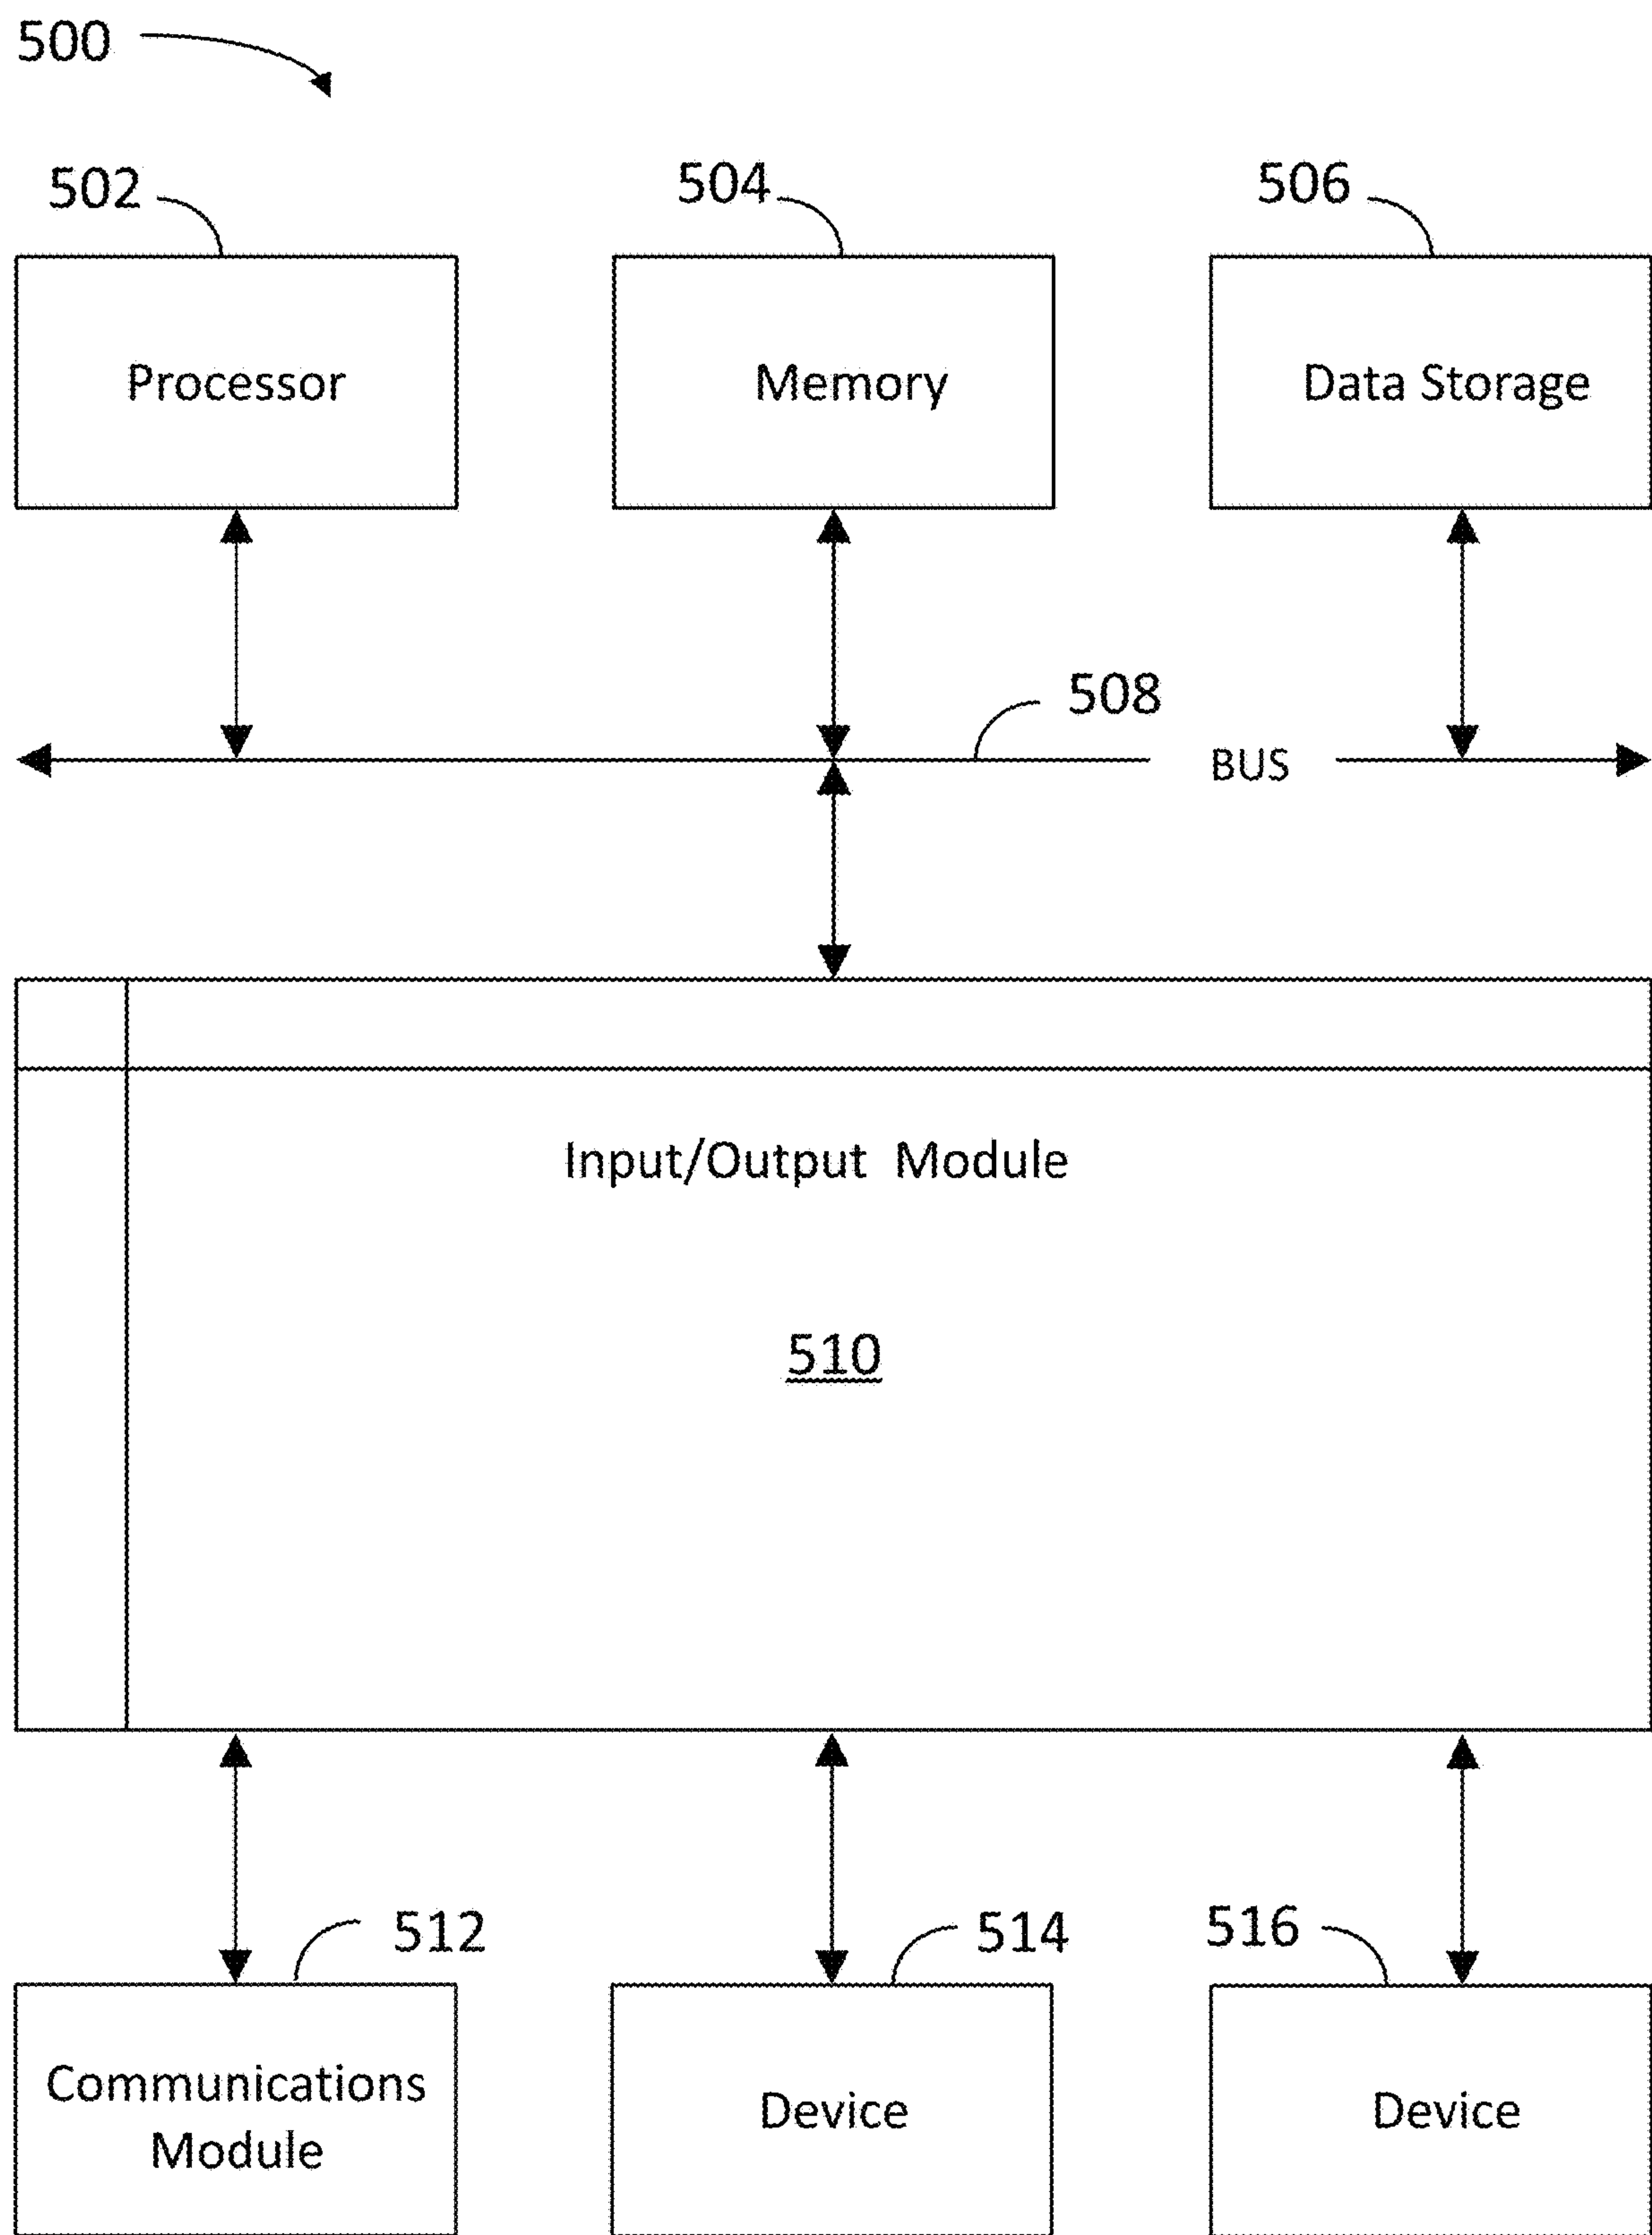 500
502
504
506
Processor
Memory
Data Storage
508
BUS
Input/Output Module
510
512
514
516
Communications
Module
Device
Device